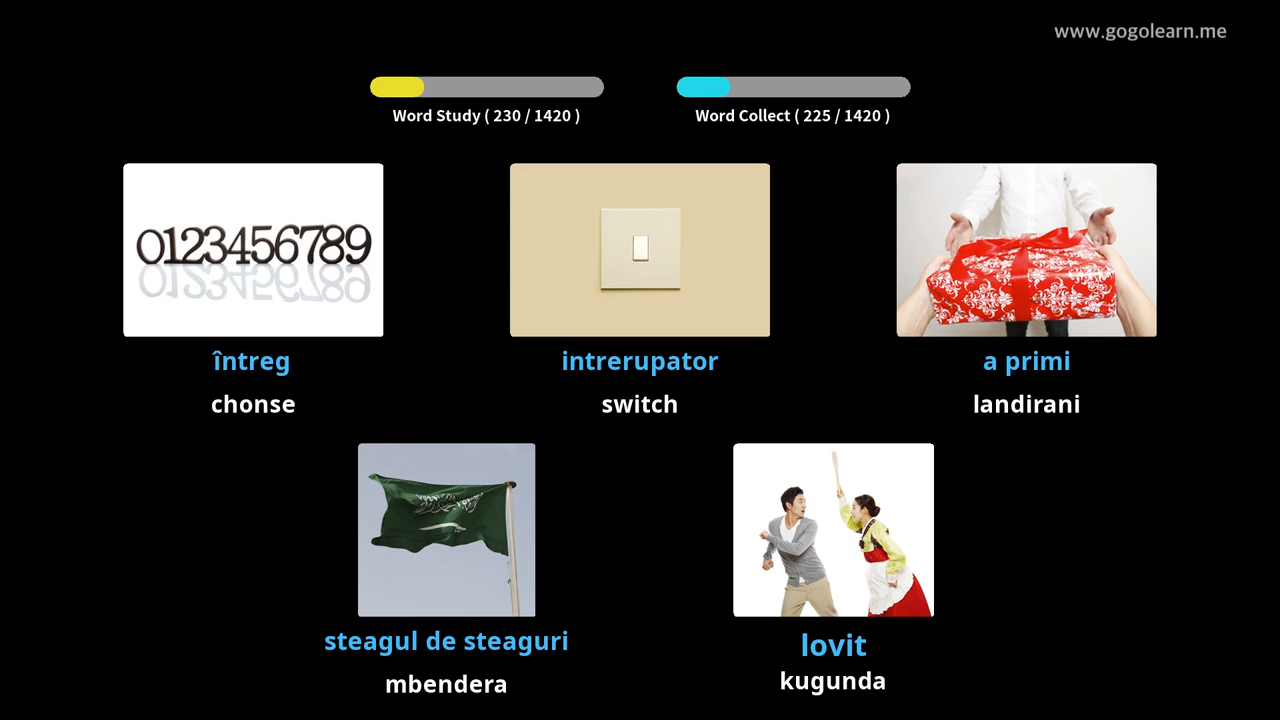 www.gogolearn.me
Word Study ( 230 / 1420 )
Word Collect ( 225 / 1420 )
0123456789
întreg
intrerupator
a primi
chonse
switch
landirani
steagul de steaguri
lovit
mbendera
kugunda